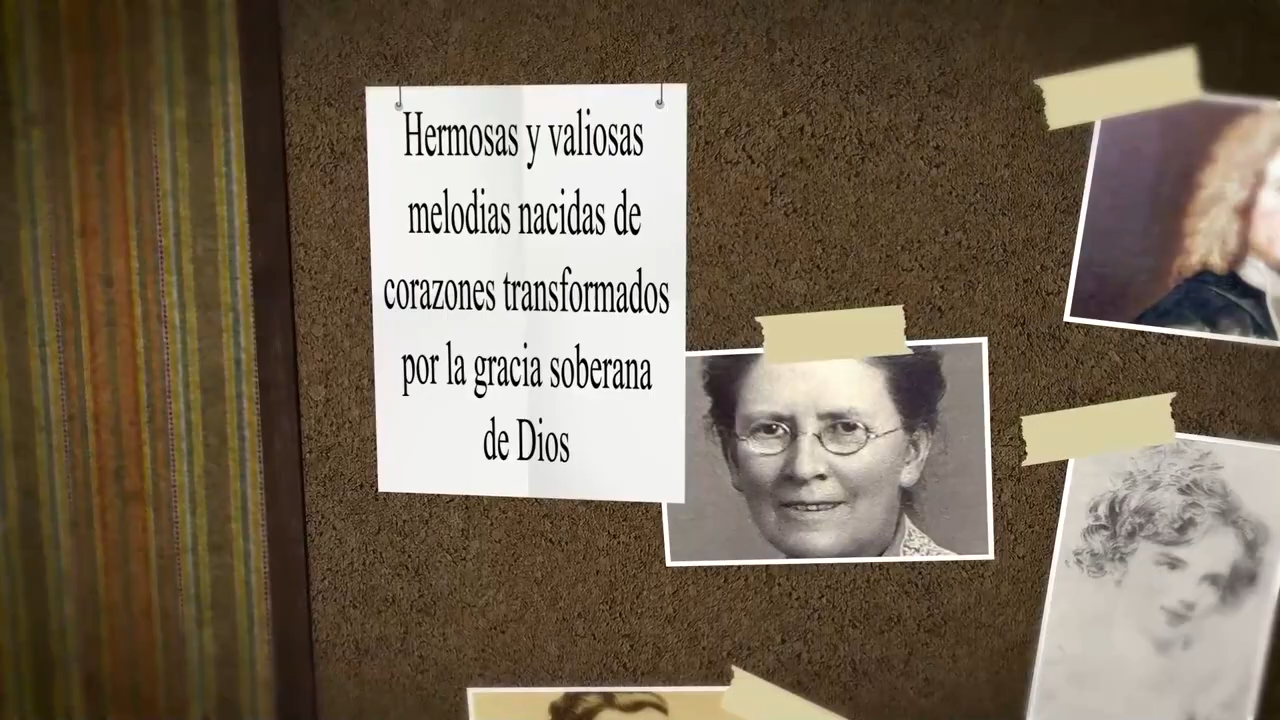 Hermosas y valiosas
melodias nacidas de
corazones transformados
por la gracia soberana
de Dios